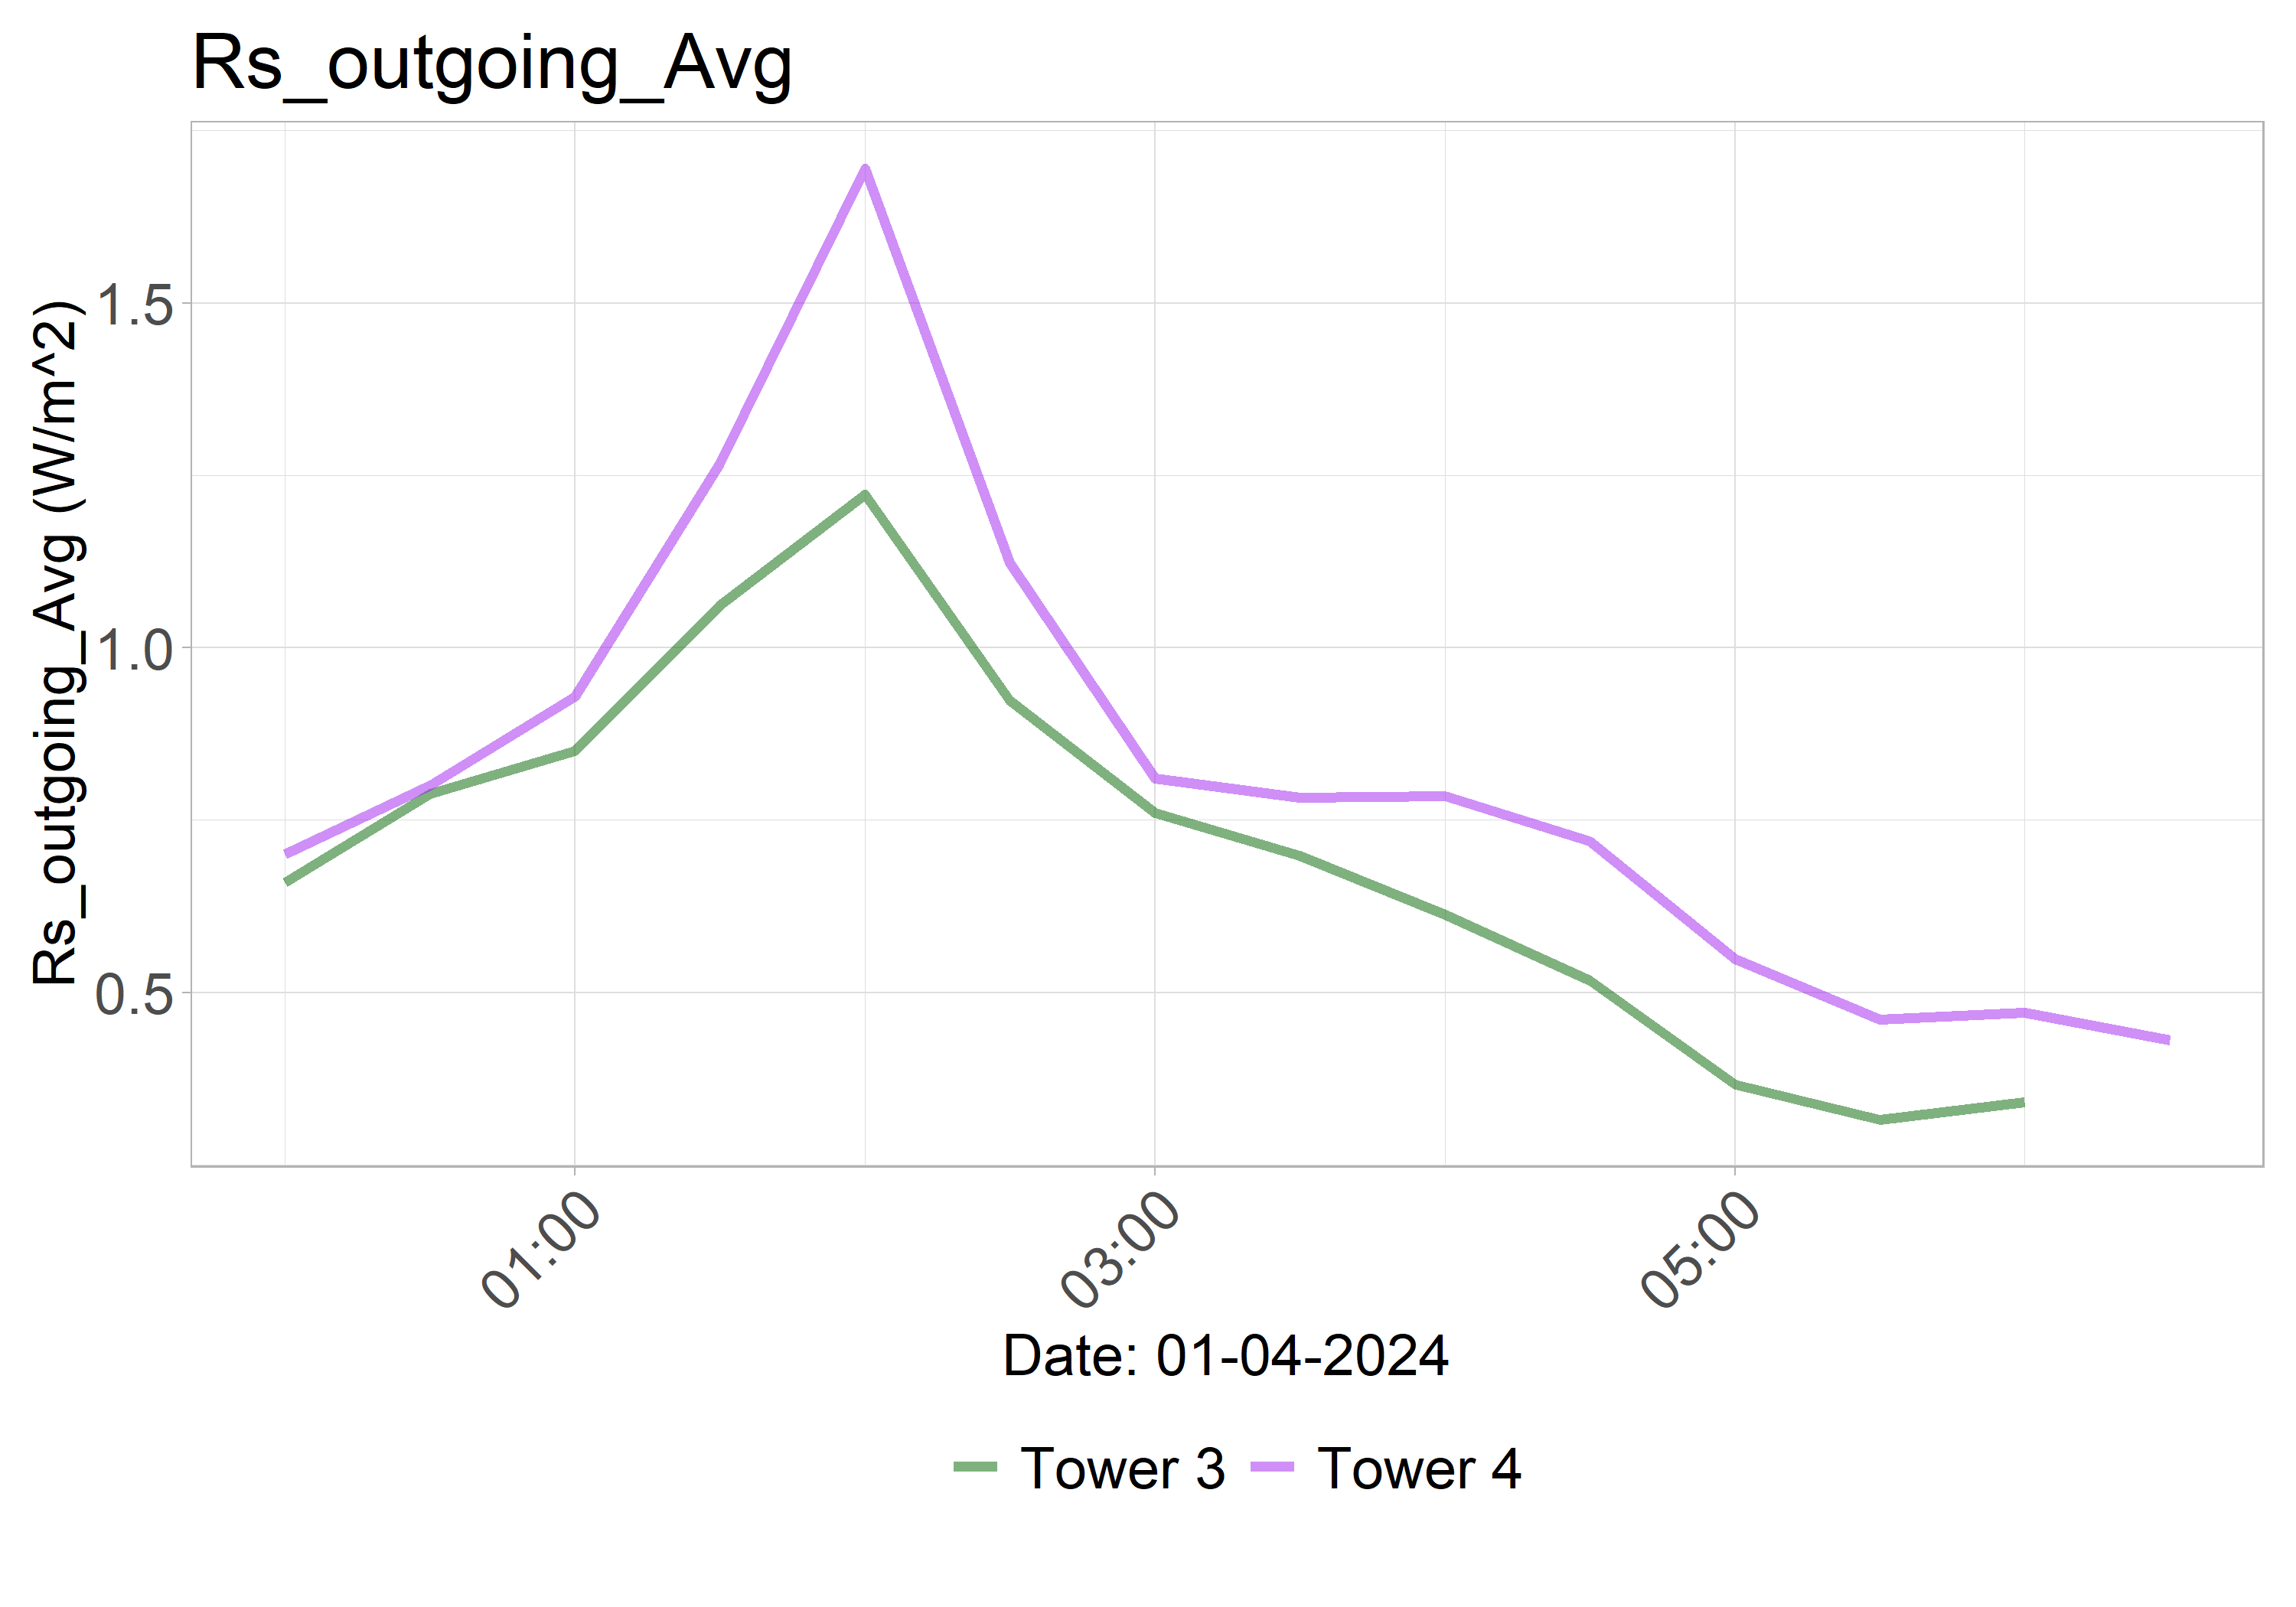 Rs_outgoing_Avg
Rs_outgoing_Avg (W/m^2)
1.5
1.0
0.5
01:00 03:00 05:00
Date: 01-04-2024
Tower 3 Tower 4